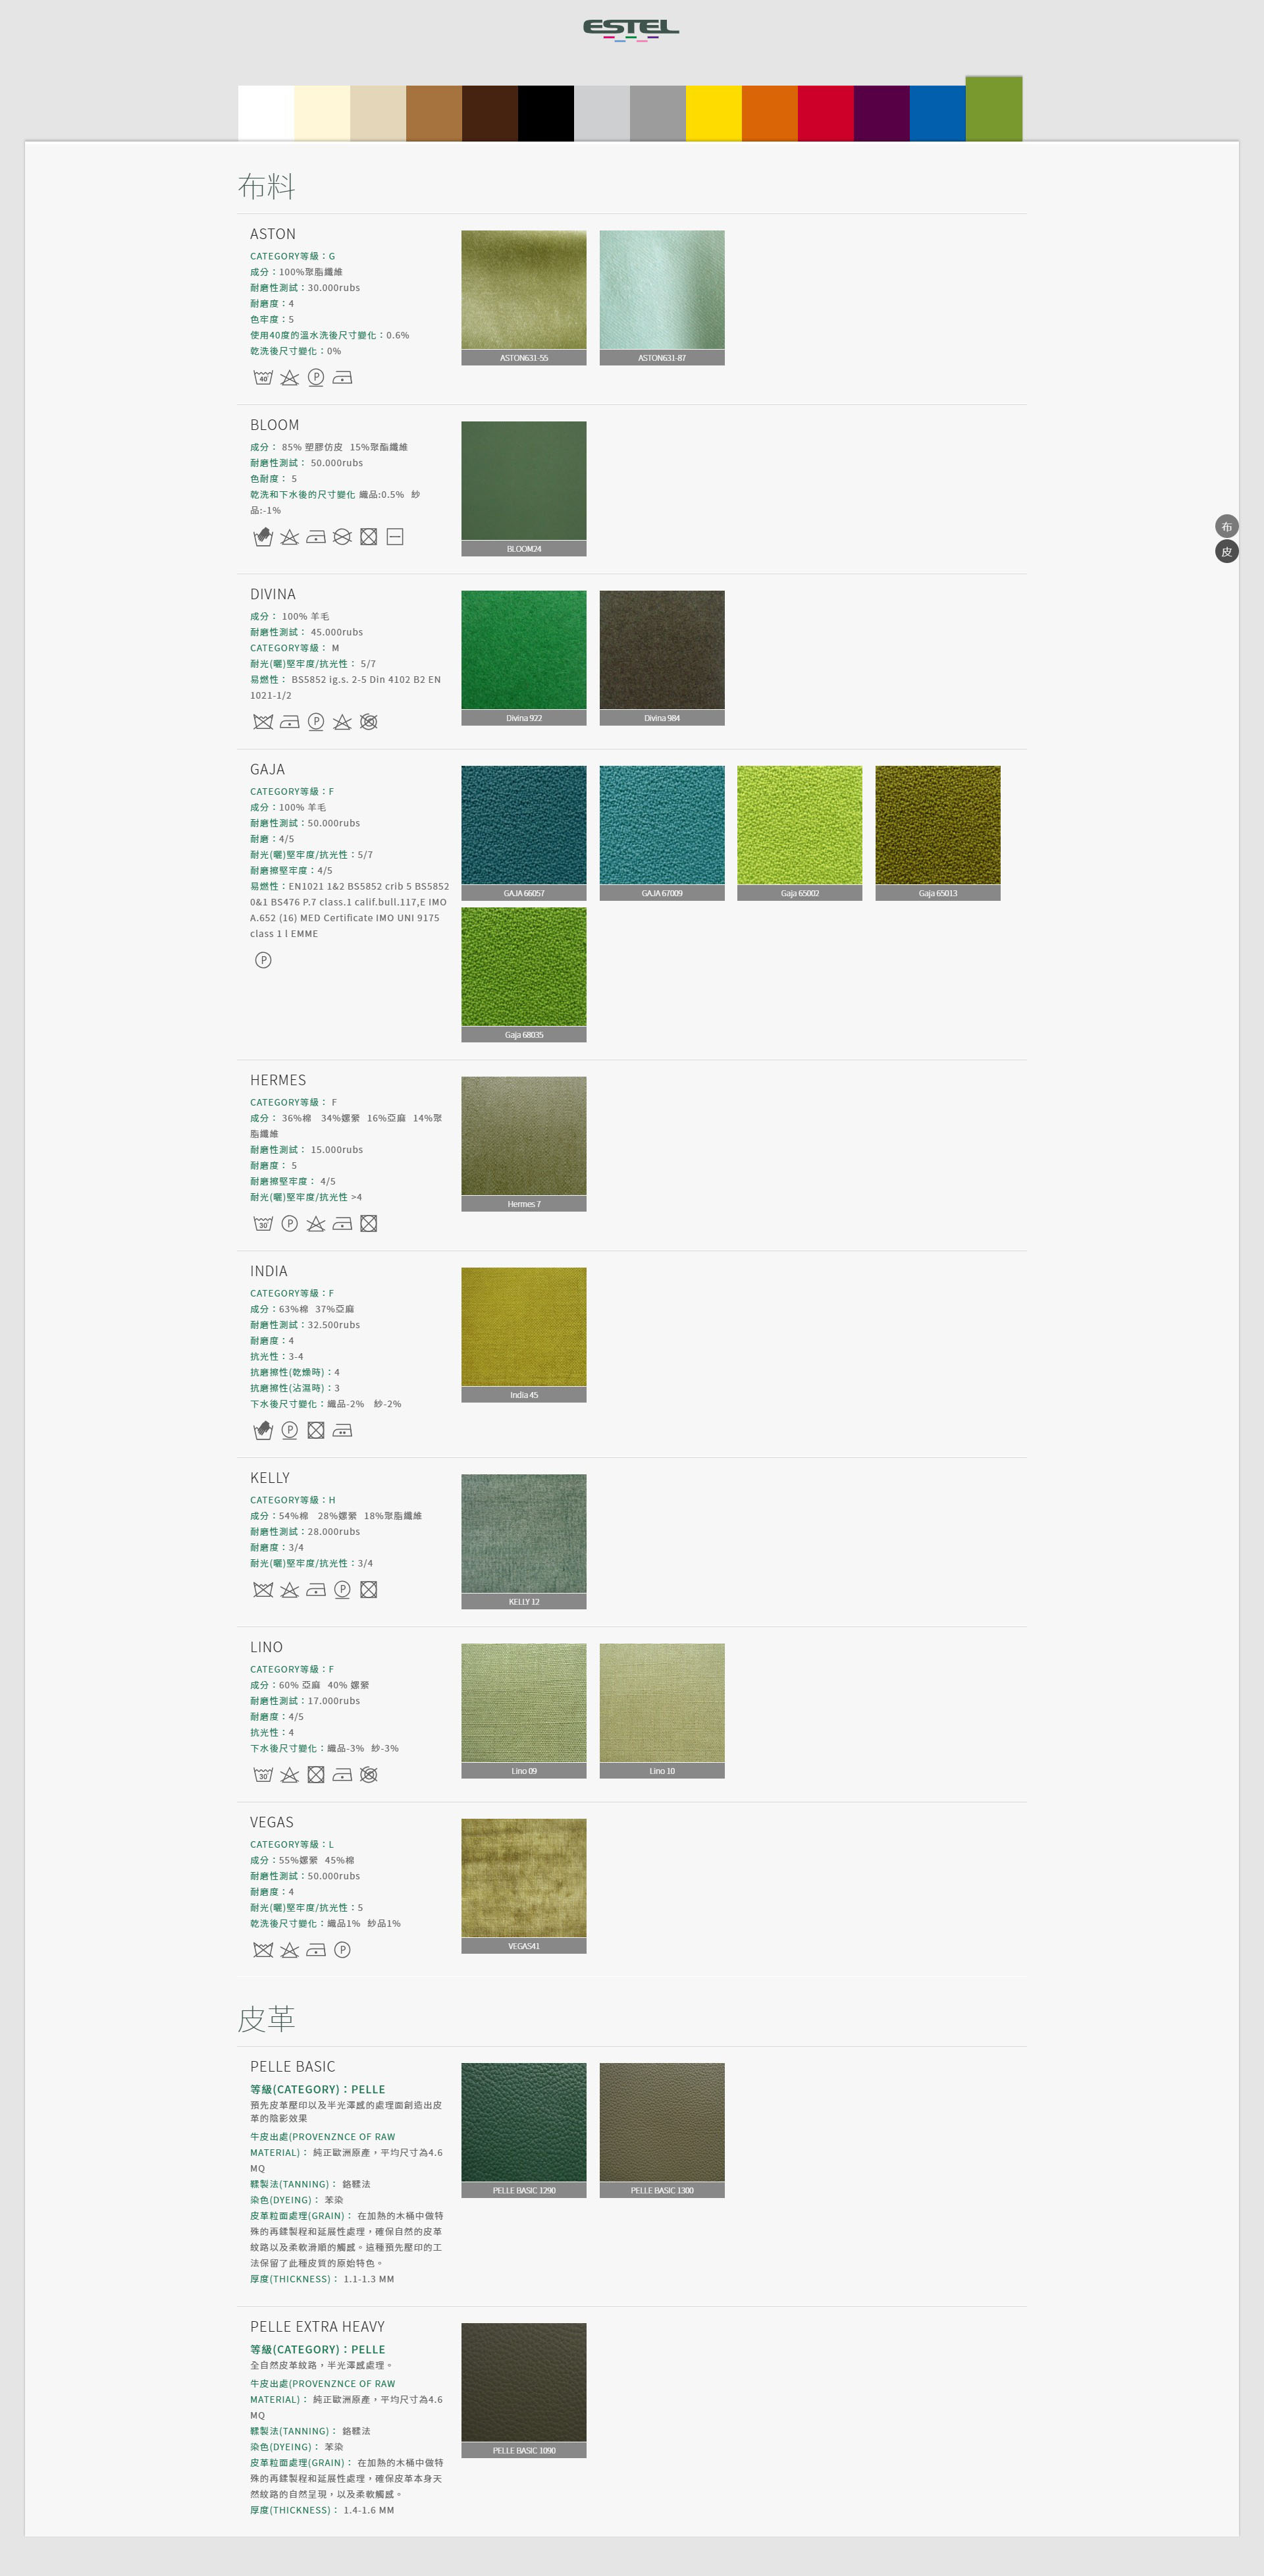 ESTEL
布料
ASTON
CATEGORY等級：G
成分：100%聚脂纖維
耐磨性測試：30.000rubs
耐磨度：4
色牢度：5
使用40度的溫水洗後尺寸變化：0.6%
乾洗後尺寸變化：0%
40
P
ASTON631-55
ASTON631-87
BLOOM
成分： 85% 塑膠仿皮 15%聚酯纖維
耐磨性測試： 50.000rubs
色耐度： 5
乾洗和下水後的尺寸變化 織品:0.5% 紗
品:-1%
BLOOM24
布
皮
DIVINA
成分： 100% 羊毛
耐磨性測試： 45.000rubs
CATEGORY等級： M
耐光(曬)堅牢度/抗光性： 5/7
易燃性： BS5852 ig.s. 2-5 Din 4102 B2 EN
1021-1/2
P
Divina 922
Divina 984
GAJA
CATEGORY等級：F
成分：100% 羊毛
耐磨性測試：50.000rubs
耐磨：4/5
耐光(曬)堅牢度/抗光性：5/7
耐磨擦堅牢度：4/5
易燃性：EN1021 1&2 BS5852 crib 5 BS5852
0&1 BS476 P.7 class.1 calif.bull.117,E IMO
A.652 (16) MED Certificate IMO UNI 9175
class 1 l EMME
P
GAJA 66057
GAJA 67009
Gaja 65002
Gaja 65013
Gaja 68035
HERMES
CATEGORY等級： F
成分： 36%棉 34%嫘縈 16%亞麻 14%聚
脂纖維
耐磨性測試： 15.000rubs
耐磨度： 5
耐磨擦堅牢度： 4/5
耐光(曬)堅牢度/抗光性 >4
30
P
Hermes 7
INDIA
CATEGORY等級：F
成分：63%棉 37%亞麻
耐磨性測試：32.500rubs
耐磨度：4
抗光性：3-4
抗磨擦性(乾燥時)：4
抗磨擦性(沾濕時)：3
下水後尺寸變化：織品-2% 紗-2%
P
India 45
KELLY
CATEGORY等級：H
成分：54%棉 28%嫘縈 18%聚脂纖維
耐磨性測試：28.000rubs
耐磨度：3/4
耐光(曬)堅牢度/抗光性：3/4
P
KELLY 12
LINO
CATEGORY等級：F
成分：60% 亞麻 40% 嫘縈
耐磨性測試：17.000rubs
耐磨度：4/5
抗光性：4
下水後尺寸變化：織品-3% 紗-3%
30
Lino 09
Lino 10
VEGAS
CATEGORY等級：L
成分：55%嫘縈 45%棉
耐磨性測試：50.000rubs
耐磨度：4
耐光(曬)堅牢度/抗光性：5
乾洗後尺寸變化：織品1% 紗品1%
P
VEGAS41
皮革
PELLE BASIC
等級(CATEGORY)：PELLE
預先皮革壓印以及半光澤感的處理面創造出皮
革的陰影效果
牛皮出處(PROVENZNCE OF RAW
MATERIAL)： 純正歐洲原產，平均尺寸為4.6
MQ
鞣製法(TANNING)： 鉻鞣法
染色(DYEING)： 苯染
皮革粒面處理(GRAIN)： 在加熱的木桶中做特
殊的再鍒製程和延展性處理，確保自然的皮革
紋路以及柔軟滑順的觸感。這種預先壓印的工
法保留了此種皮質的原始特色。
厚度(THICKNESS)： 1.1-1.3 MM
PELLE BASIC 1290
PELLE BASIC 1300
PELLE EXTRA HEAVY
等級(CATEGORY)：PELLE
全自然皮革紋路，半光澤感處理。
牛皮出處(PROVENZNCE OF RAW
MATERIAL)： 純正歐洲原產，平均尺寸為4.6
MQ
鞣製法(TANNING)： 鉻鞣法
染色(DYEING)： 苯染
皮革粒面處理(GRAIN)： 在加熱的木桶中做特
殊的再鍒製程和延展性處理，確保皮革本身天
然紋路的自然呈現，以及柔軟觸感。
厚度(THICKNESS)： 1.4-1.6 MM
PELLE BASIC 1090